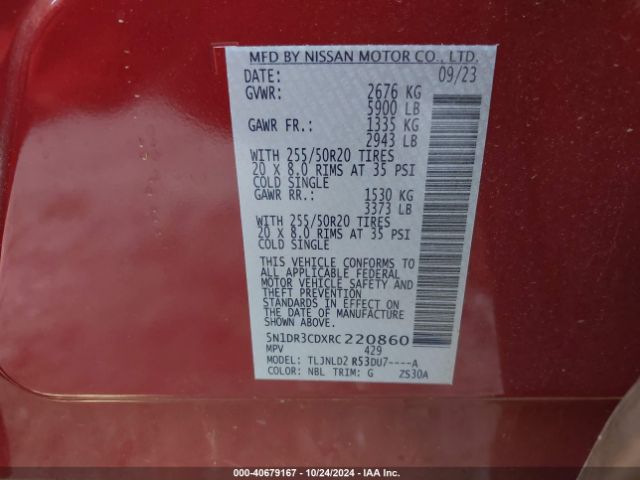 MFD BY NISSAN MOTOR CO., LTD.
DATE: 09/23
GVWR: 2676 KG
5900 LB
GAWR FR.: 1335 KG
2943 LB
WITH 255/50R20 TIRES
20 X 8.0 RIMS AT 35 PSI
COLD SINGLE
GAWR RR.: 1530 KG
3373 LB
WITH 255/50R20 TIRES
20 X 8.0 RIMS AT 35 PSI
COLD SINGLE
THIS VEHICLE CONFORMS TO
ALL APPLICABLE FEDERAL
MOTOR VEHICLE SAFETY AND
THEFT PREVENTION
STANDARDS IN EFFECT ON
THE DATE OF MANUFACTURE
SHOWN ABOVE.
5N1DR3CDXRC220860
MPV 429
MODEL: TLJNLD2 R53DU7----A
COLOR: NBL TRIM: G ZS30A
000-40679167 • 10/24/2024 • IAA Inc.